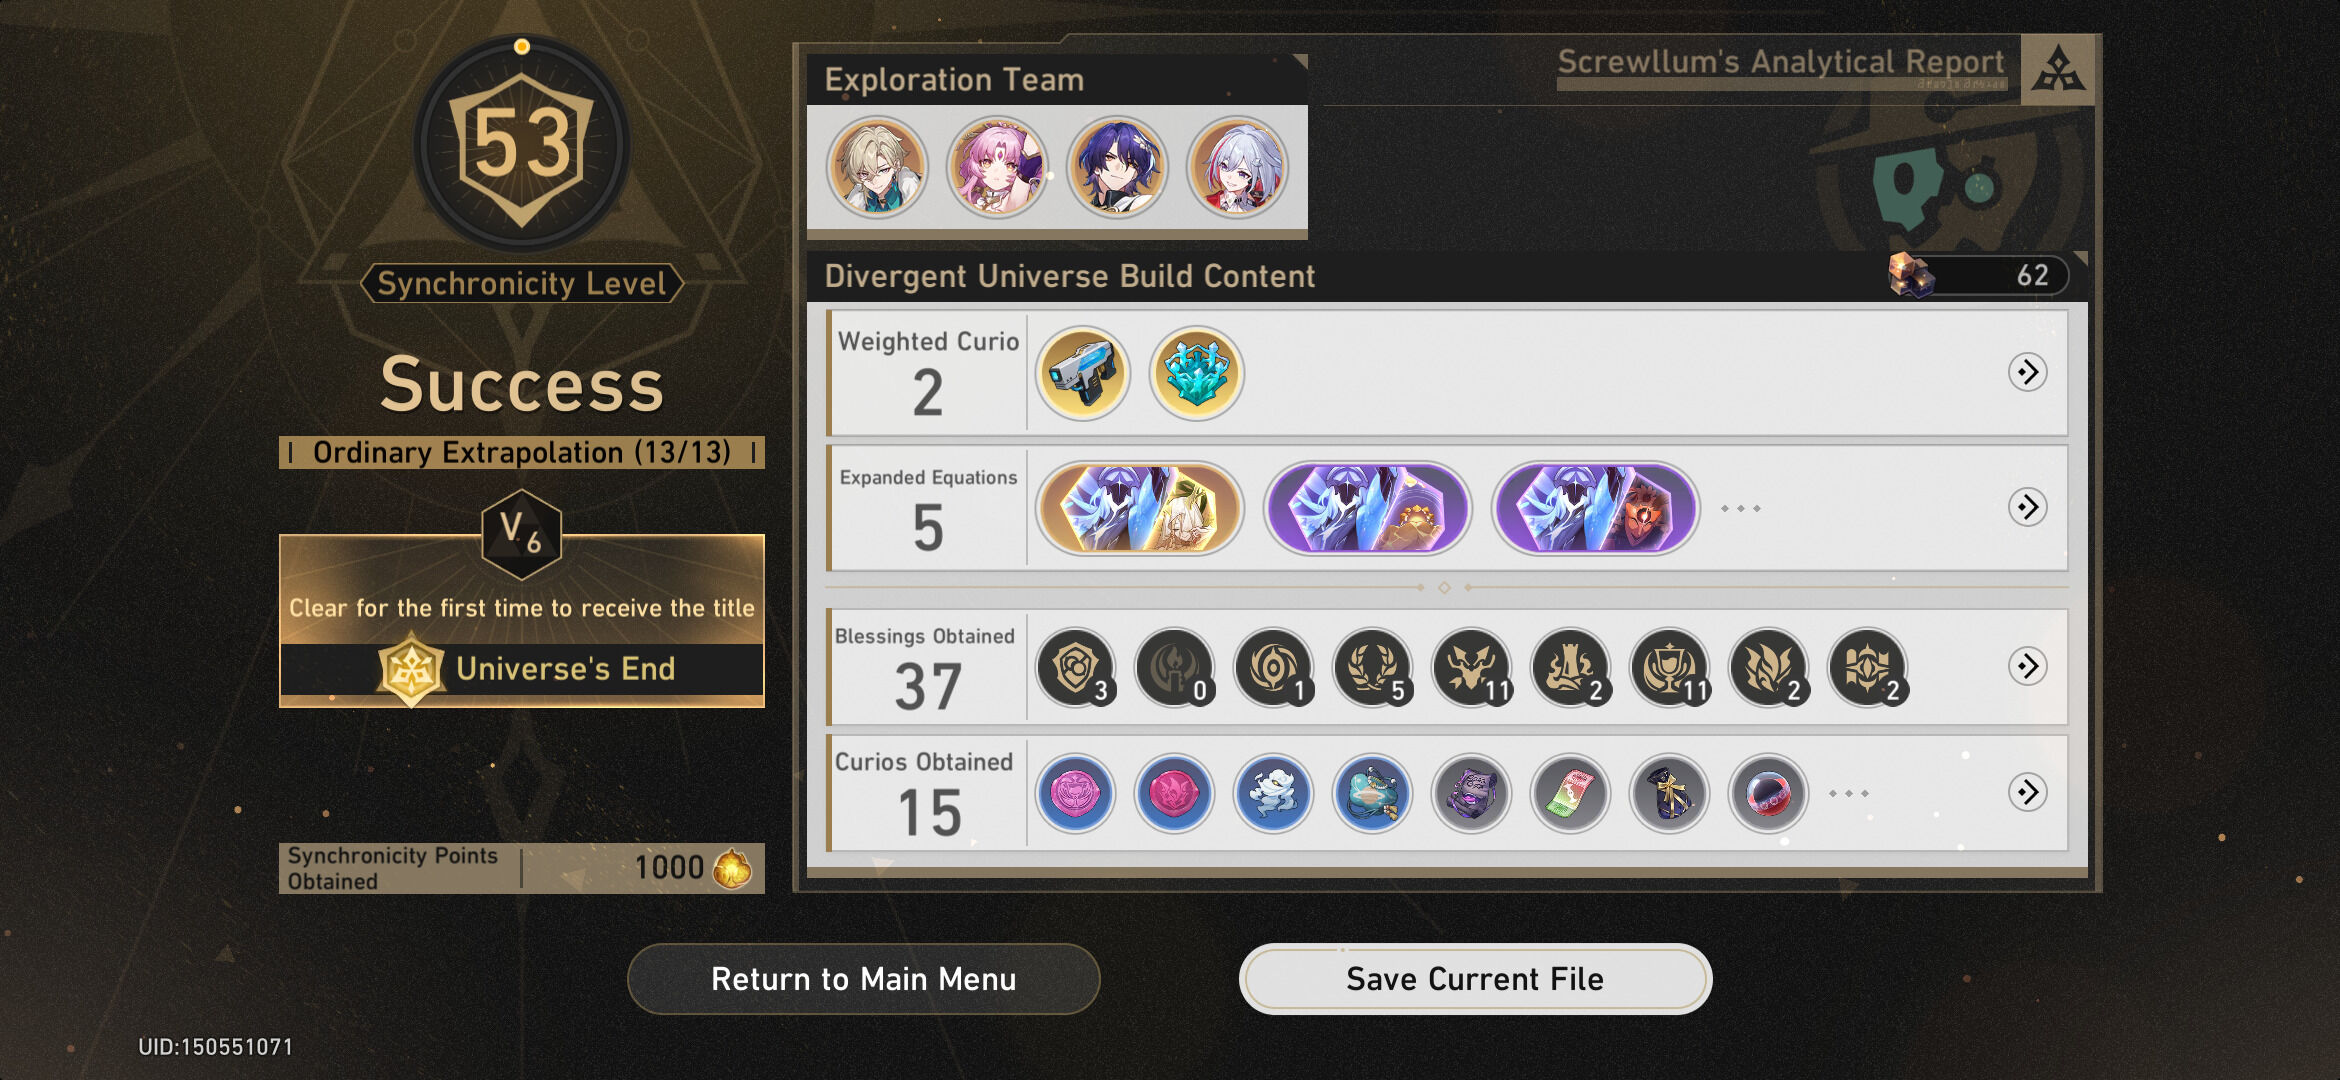 53
Synchronicity Level
Success
Ordinary Extrapolation (13/13)
V. 6
Clear for the first time to receive the title
Universe's End
Synchronicity Points
Obtained
1000
Exploration Team
Screwllum's Analytical Report
Divergent Universe Build Content
62
Weighted Curio
2
Expanded Equations
5
Blessings Obtained
37
3 0 1 5 11 2 11 2 2
Curios Obtained
15
Return to Main Menu
Save Current File
UID:150551071